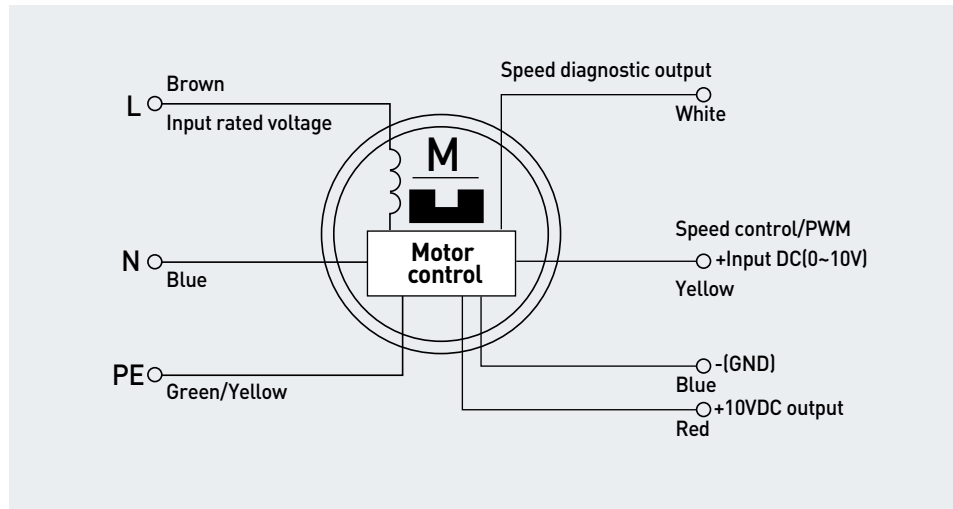 Brown
L
Input rated voltage
N
Blue
PE
Green/Yellow
M
Motor
control
Speed diagnostic output
White
Speed control/PWM
+Input DC(0~10V)
Yellow
-(GND)
Blue
+10VDC output
Red